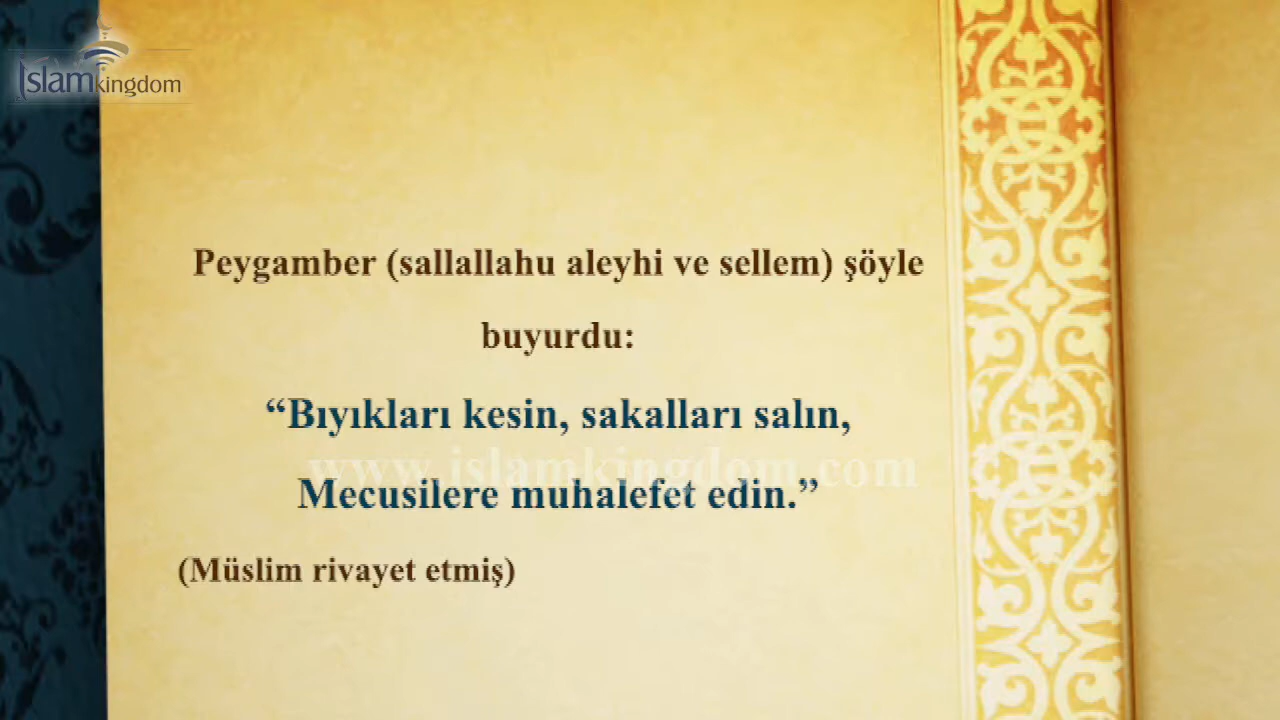 islamkingdom
Peygamber (sallallahu aleyhi ve sellem) şöyle
buyurdu:
“Bıyıkları kesin, sakalları salın,
www.islamkingdom.com
Mecusilere muhalefet edin.”
(Müslim rivayet etmiş)